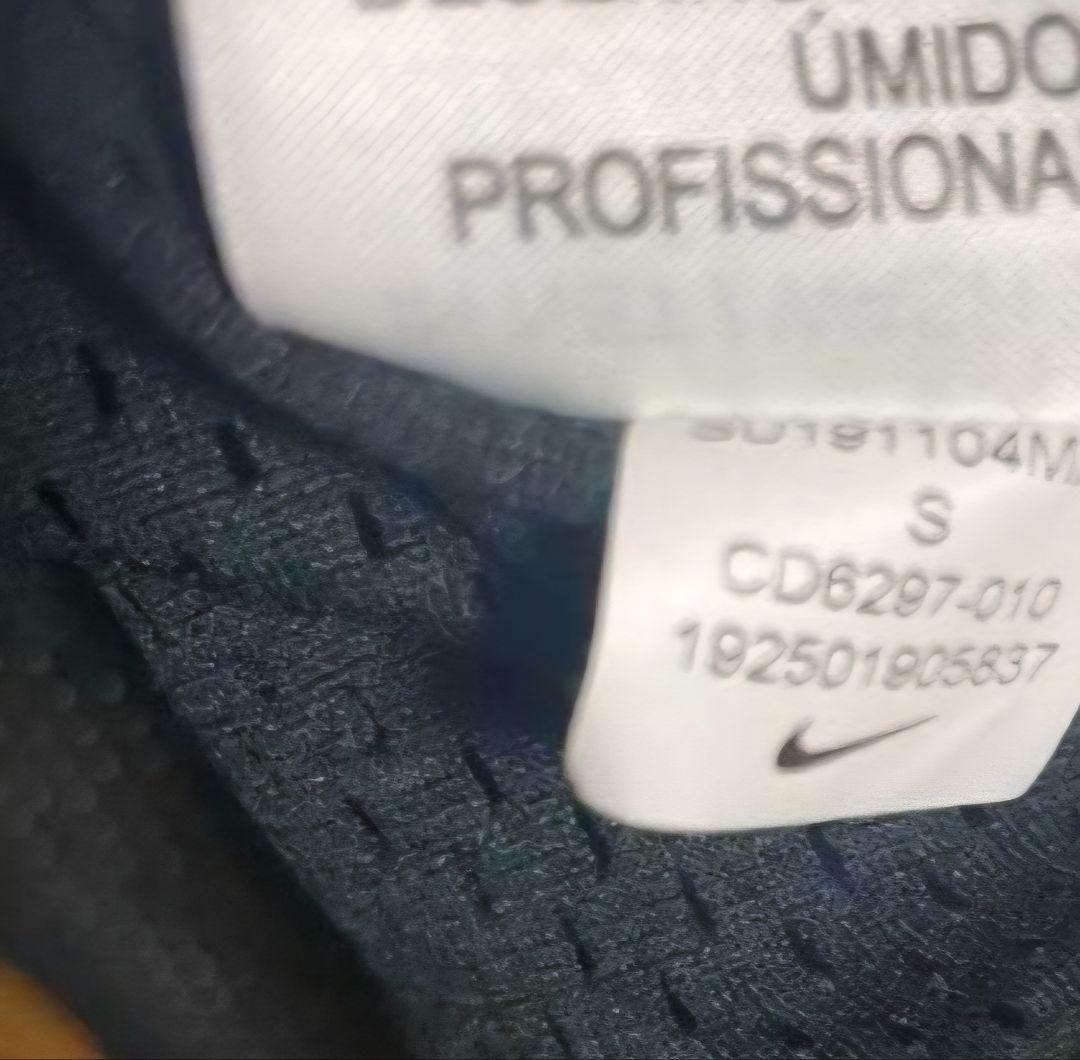 ÚMIDO
PROFISSIONA
S
CD6297-010
192501905837